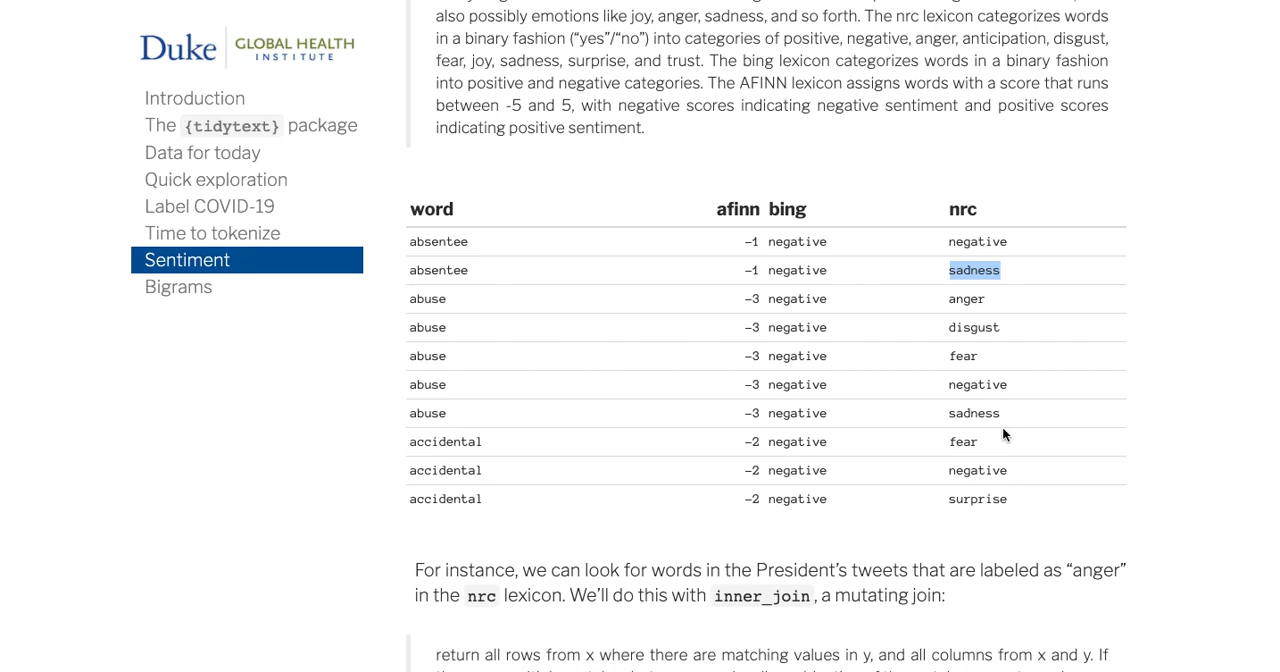 also possibly emotions like joy, anger, sadness, and so forth. The nrc lexicon categorizes words
in a binary fashion (“yes”/“no”) into categories of positive, negative, anger, anticipation, disgust,
fear, joy, sadness, surprise, and trust. The bing lexicon categorizes words in a binary fashion
into positive and negative categories. The AFINN lexicon assigns words with a score that runs
between -5 and 5, with negative scores indicating negative sentiment and positive scores
indicating positive sentiment.
Duke GLOBAL HEALTH
INSTITUTE
Introduction
The {tidytext} package
Data for today
Quick exploration
Label COVID-19
Time to tokenize
Sentiment
Bigrams
word afinn bing nrc
absentee −1 negative negative
absentee −1 negative sadness
abuse −3 negative anger
abuse −3 negative disgust
abuse −3 negative fear
abuse −3 negative negative
abuse −3 negative sadness
accidental −2 negative fear
accidental −2 negative negative
accidental −2 negative surprise
For instance, we can look for words in the President’s tweets that are labeled as “anger”
in the nrc lexicon. We’ll do this with inner_join, a mutating join:
return all rows from x where there are matching values in y, and all columns from x and y. If